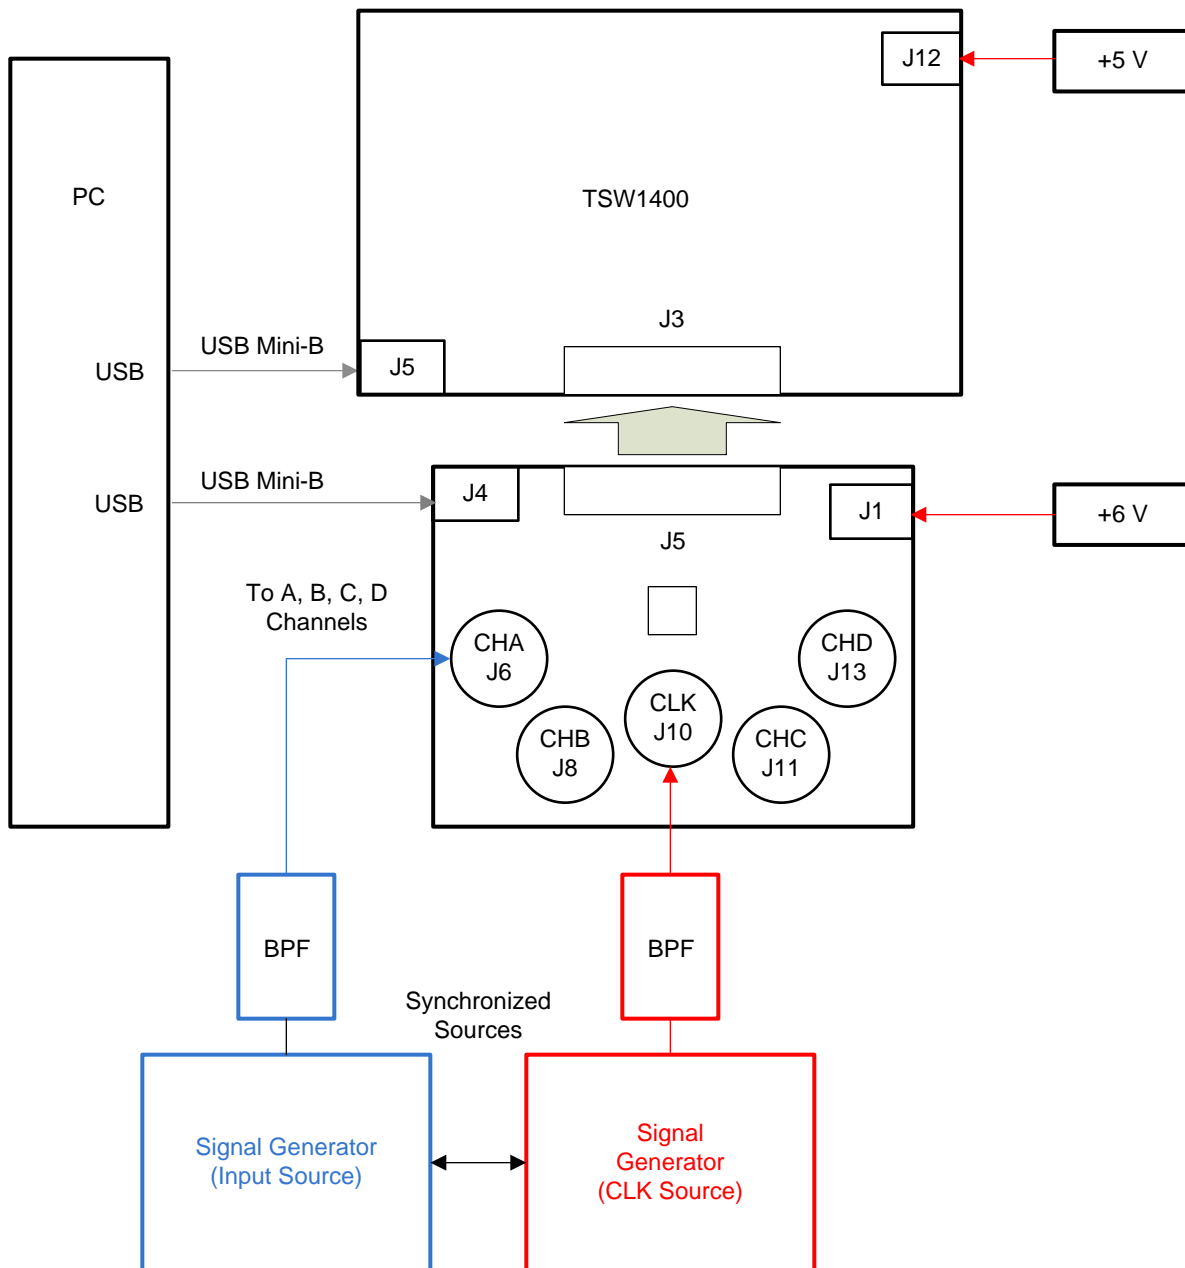 J12
+5 V
PC
TSW1400
J3
USB Mini-B
USB
J5
USB Mini-B
USB
J4
J1
+6 V
J5
To A, B, C, D
Channels
CHA
J6
CHD
J13
CLK
J10
CHB
J8
CHC
J11
BPF
BPF
Synchronized
Sources
Signal Generator
(Input Source)
Signal
Generator
(CLK Source)